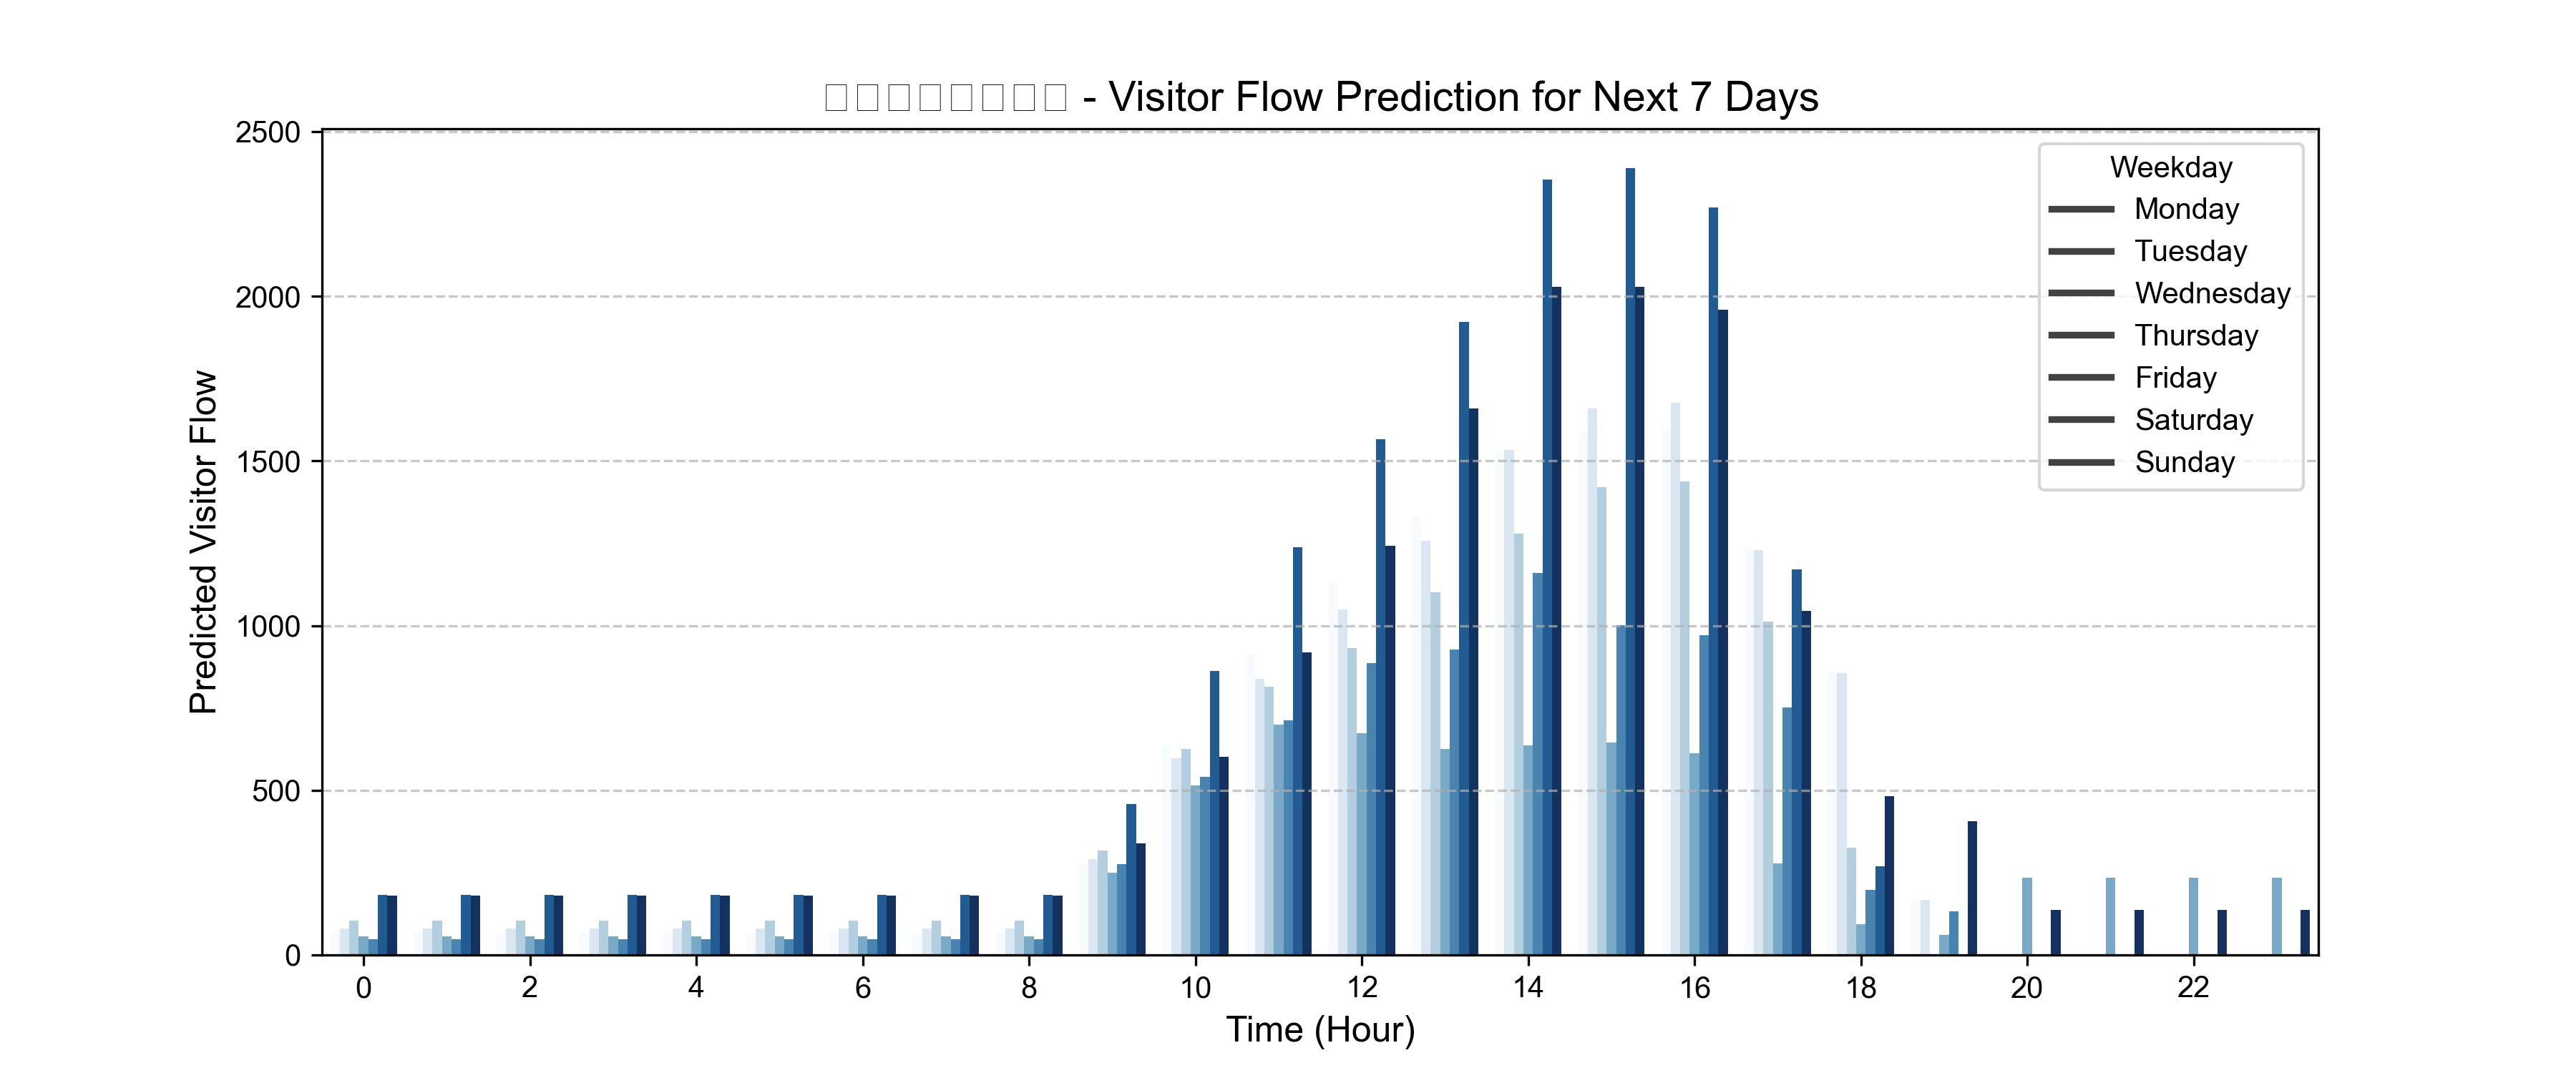 - Visitor Flow Prediction for Next 7 Days
2500
2000
1500
1000
500
0
Predicted Visitor Flow
Weekday
Monday
Tuesday
Wednesday
Thursday
Friday
Saturday
Sunday
0 2 4 6 8 10 12 14 16 18 20 22
Time (Hour)